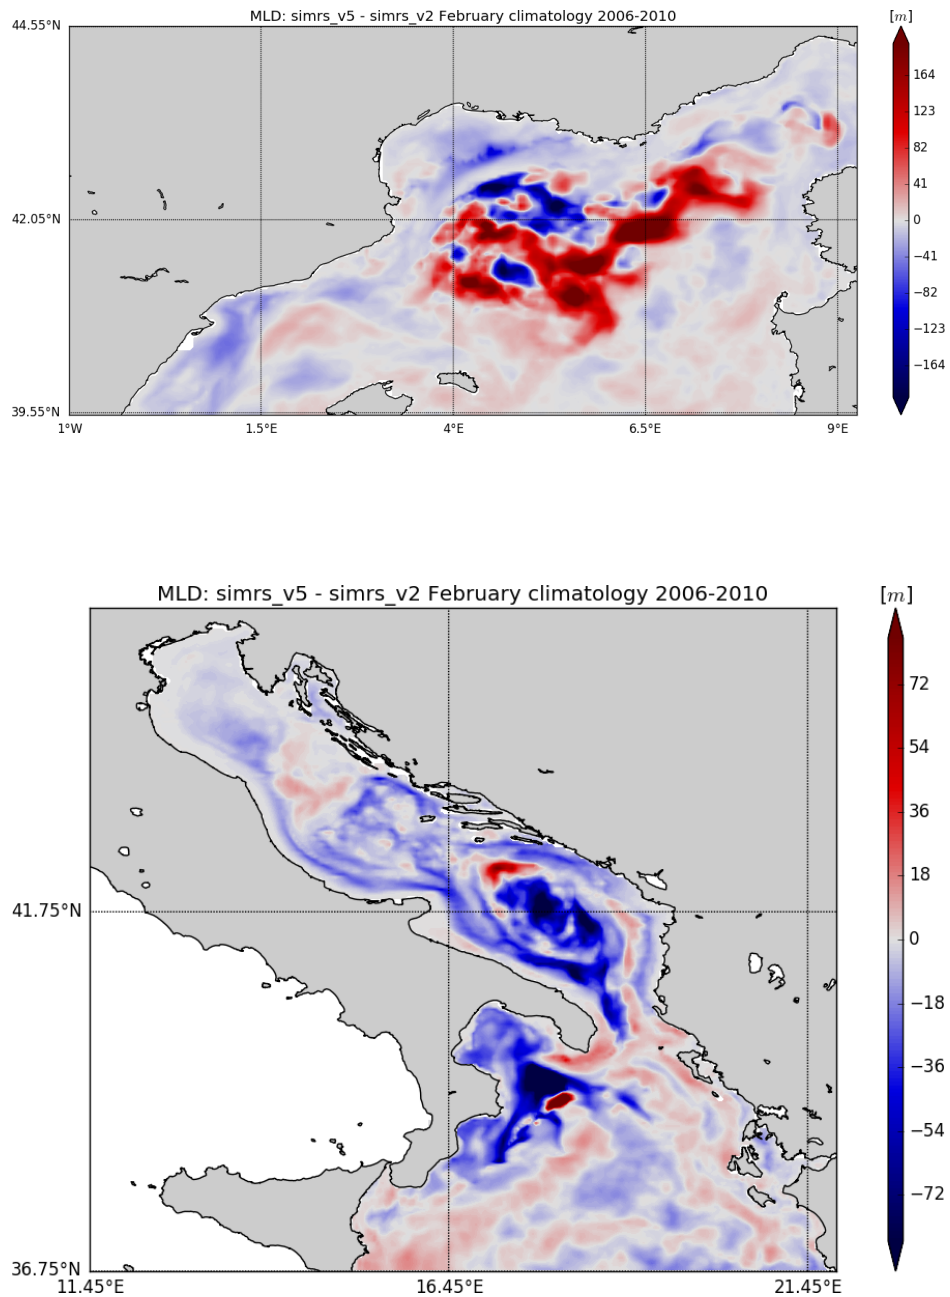 MLD: simrs_v5 - simrs_v2 February climatology 2006-2010
[m]
44.55°N
42.05°N
39.55°N
1°W
1.5°E
4°E
6.5°E
9°E
164
123
82
41
0
−41
−82
−123
−164
MLD: simrs_v5 - simrs_v2 February climatology 2006-2010
[m]
41.75°N
36.75°N
11.45°E
16.45°E
21.45°E
72
54
36
18
0
−18
−36
−54
−72